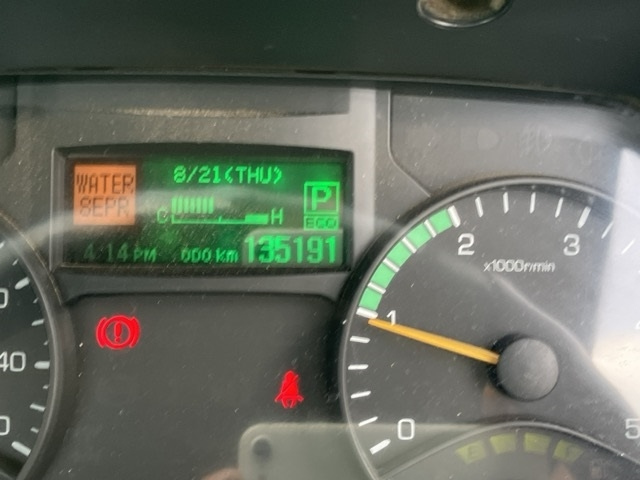 WATER
SEPR
8/21(THU)
C H
P
ECO
4:14 PM
000 km 135191
2
3
x1000r/min
1
0
5
40